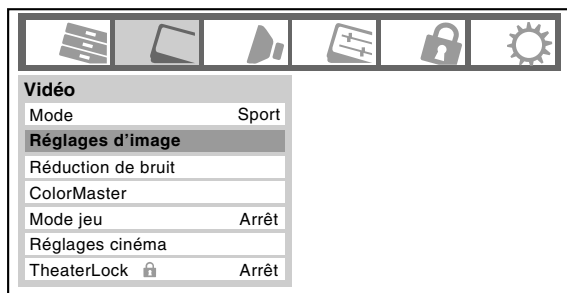 Vidéo
Mode Sport
Réglages d’image
Réduction de bruit
ColorMaster
Mode jeu Arrêt
Réglages cinéma
TheaterLock Arrêt